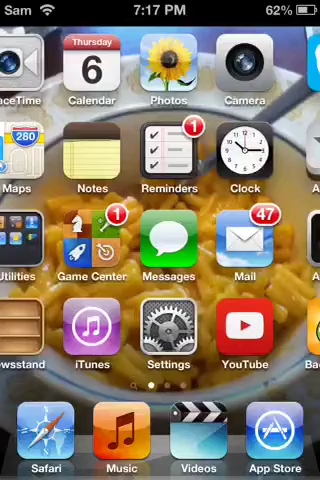 Sam 7:17 PM 62%
Thursday
6
aceTime Calendar Photos Camera
280
1
Maps Notes Reminders Clock A
1 47
Utilities Game Center Messages Mail A
wsstand iTunes Settings YouTube Bac
Safari Music Videos App Store